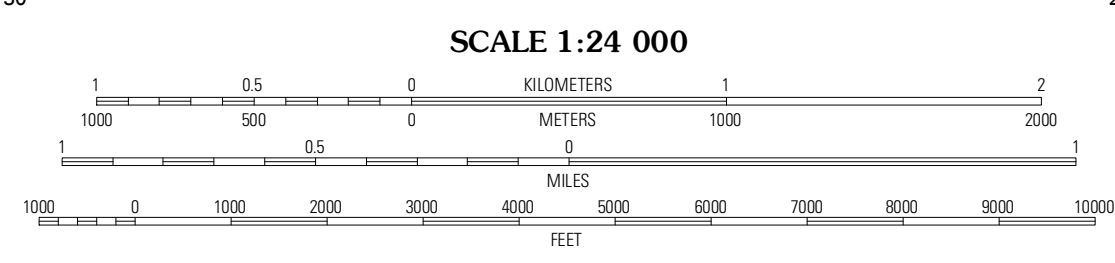 SCALE 1:24 000
1 0.5 0 KILOMETERS 1 2
1000 500 0 METERS 1000 2000
1 0.5 0 1
MILES
1000 0 1000 2000 3000 4000 5000 6000 7000 8000 9000 10000
FEET